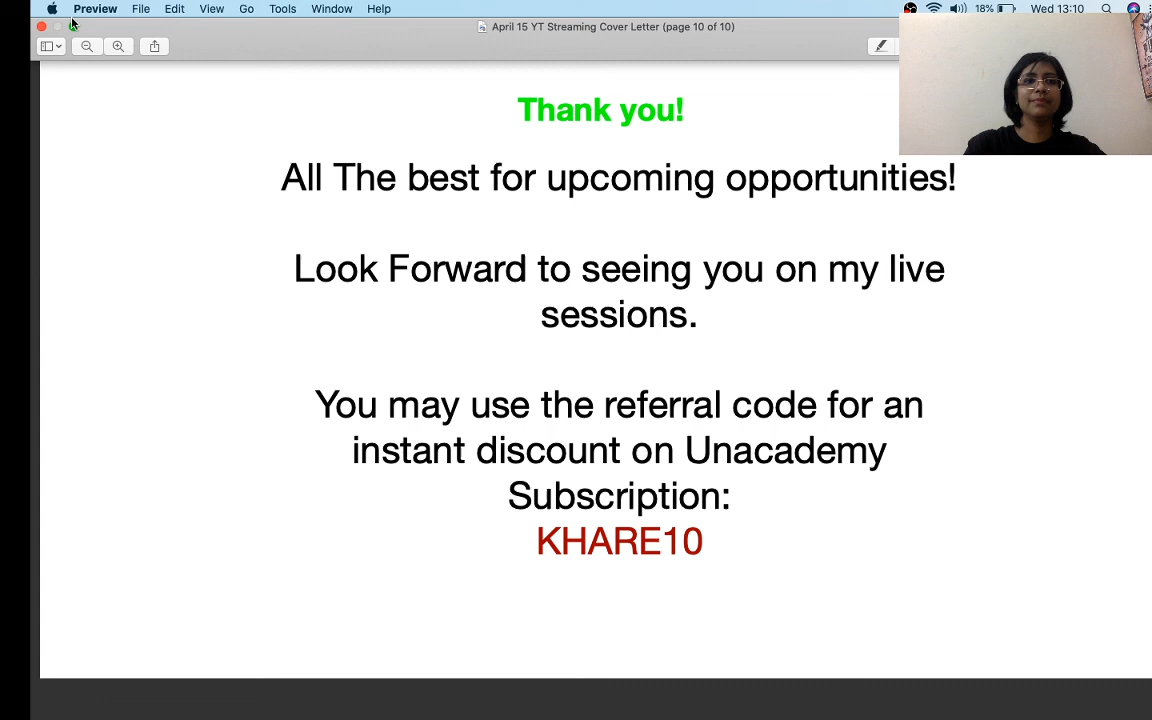 Preview File Edit View Go Tools Window Help 18% Wed 13:10
April 15 YT Streaming Cover Letter (page 10 of 10)
Thank you!
All The best for upcoming opportunities!
Look Forward to seeing you on my live
sessions.
You may use the referral code for an
instant discount on Unacademy
Subscription:
KHARE10